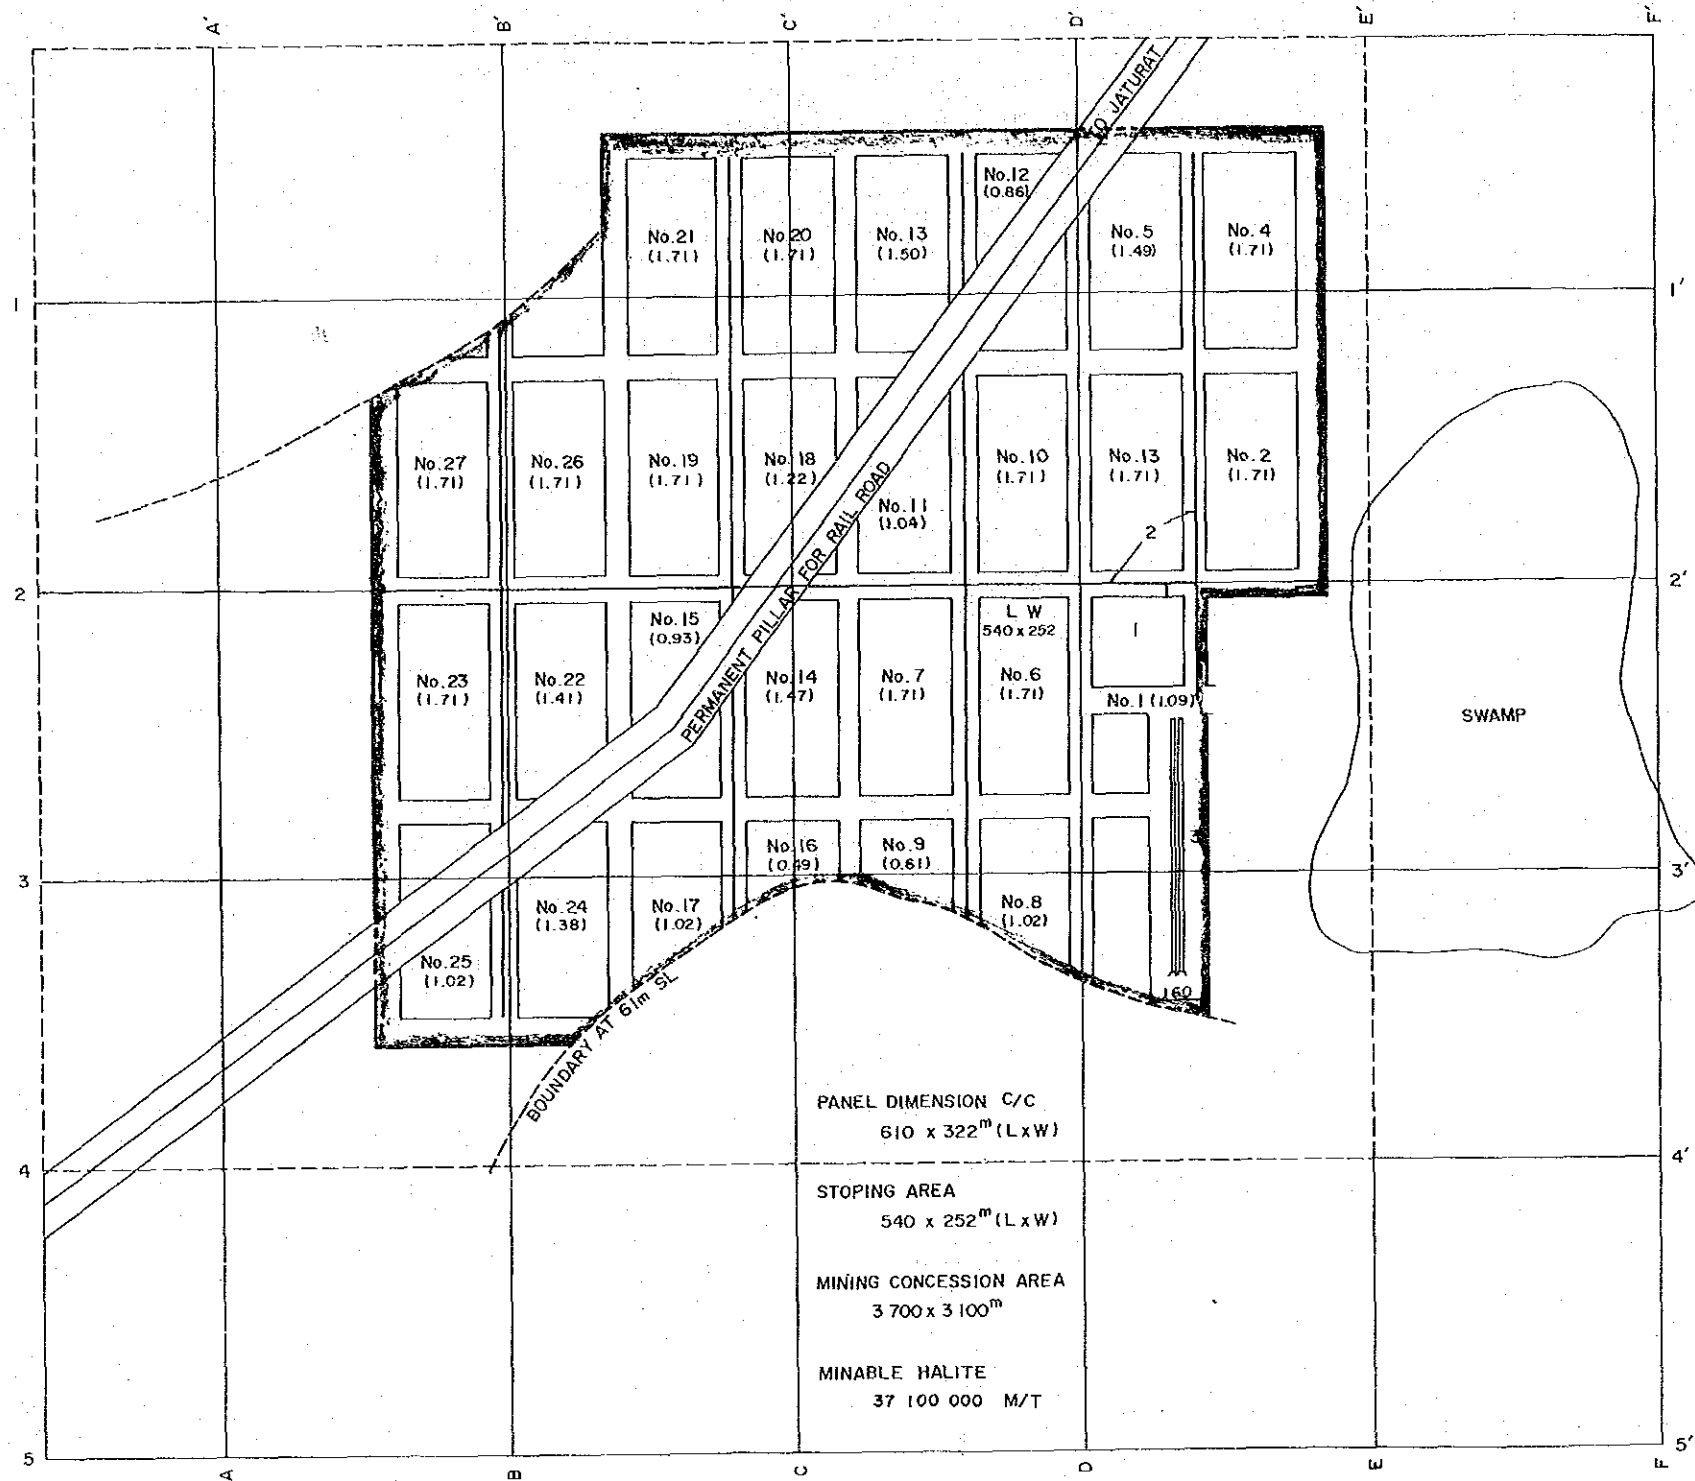 A' B' C' D' E' F'
TO JATURAT
No.12
(0.86)
No.21
(1.71)
No.20
(1.71)
No.13
(1.50)
No.5
(1.49)
No.4
(1.71)
1 1'
No.27
(1.71)
No.26
(1.71)
No.19
(1.71)
No.18
(1.22)
No.11
(1.04)
No.10
(1.71)
No.13
(1.71)
No.2
(1.71)
2
PERMANENT PILLAR FOR RAIL ROAD
2 2'
No.23
(1.71)
No.22
(1.41)
No.15
(0.93)
No.14
(1.47)
No.7
(1.71)
L W
540 x 252
No.6
(1.71)
1
No.1 (1.09)
SWAMP
3
No.16
(0.49)
No.9
(0.61)
3 3'
No.25
(1.02)
No.24
(1.38)
No.17
(1.02)
No.8
(1.02)
160
BOUNDARY AT 61m SL
PANEL DIMENSION C/C
610 x 322m (LxW)
4 4'
STOPING AREA
540 x 252m (LxW)
MINING CONCESSION AREA
3 700 x 3 100m
MINABLE HALITE
37 100 000 M/T
5 5'
A B C D E F